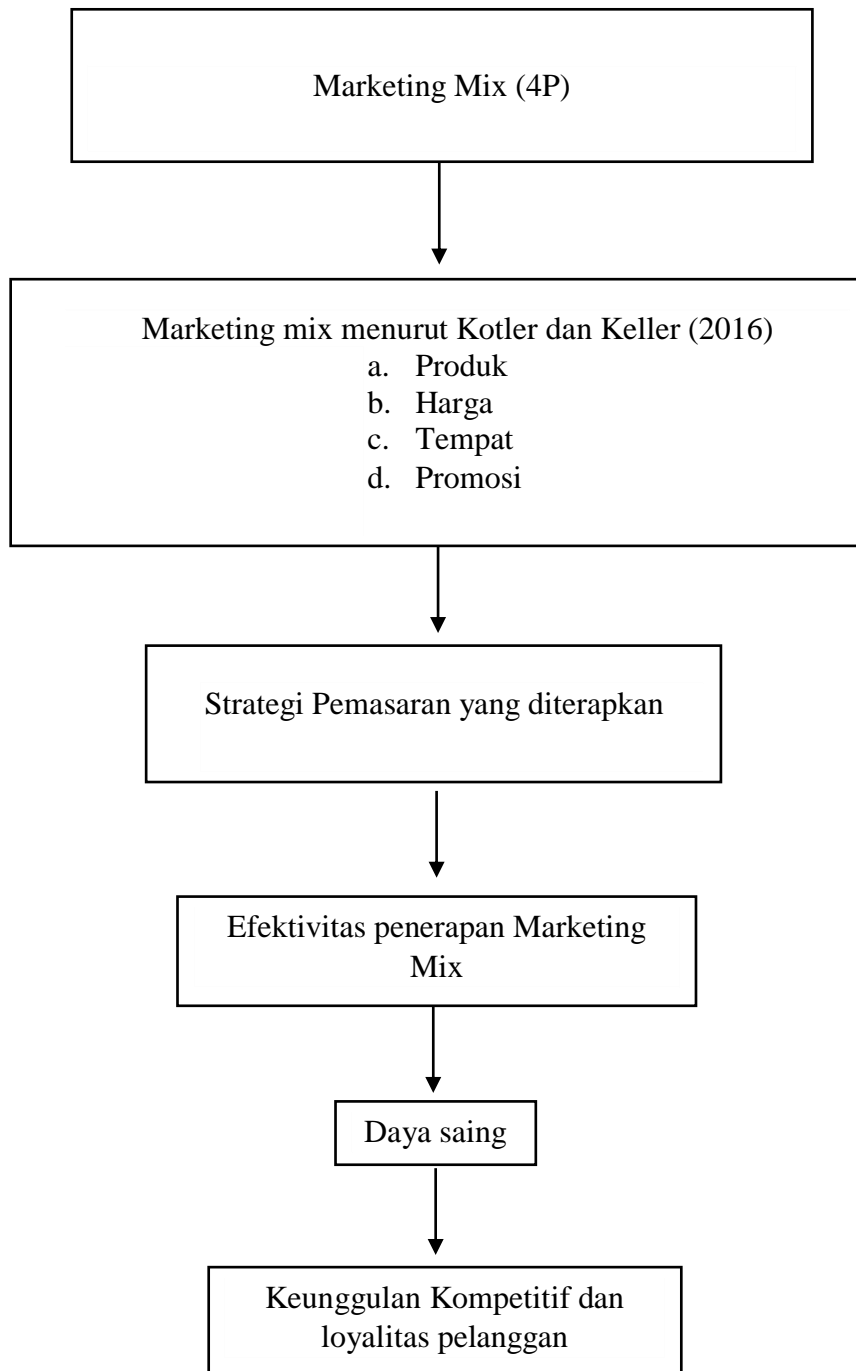 Marketing Mix (4P)
Marketing mix menurut Kotler dan Keller (2016)
a. Produk
b. Harga
c. Tempat
d. Promosi
Strategi Pemasaran yang diterapkan
Efektivitas penerapan Marketing
Mix
Daya saing
Keunggulan Kompetitif dan
loyalitas pelanggan